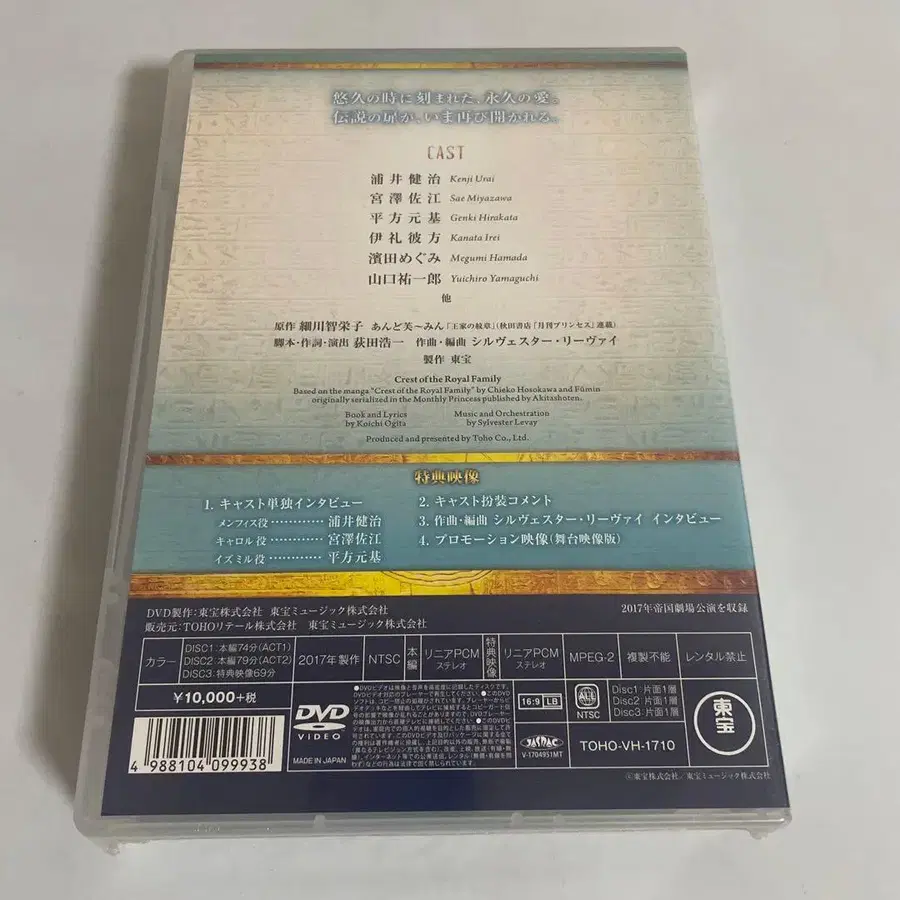 悠久の時に刻まれた、永久の愛。
伝説の扉が、いま再び開かれる。
CAST
浦井健治 Kenji Urai
宮澤佐江 Sae Miyazawa
平方元基 Genki Hirakata
伊礼彼方 Kanata Irei
濱田めぐみ Megumi Hamada
山口祐一郎 Yuichiro Yamaguchi
他
原作 細川智栄子 あんど芙〜みん「王家の紋章」(秋田書店『月刊プリンセス』連載)
脚本・作詞・演出 荻田浩一 作曲・編曲 シルヴェスター・リーヴァイ
製作 東宝
Crest of the Royal Family
Based on the manga "Crest of the Royal Family" by Chieko Hosokawa and Fūmin
originally serialized in the Monthly Princess published by Akitashoten.
Book and Lyrics Music and Orchestration
by Koichi Ogita by Sylvester Levay
Produced and presented by Toho Co., Ltd.
特典映像
1. キャスト単独インタビュー
メンフィス役 ………… 浦井健治
キャロル役 ………… 宮澤佐江
イズミル役 ………… 平方元基
2. キャスト扮装コメント
3. 作曲・編曲 シルヴェスター・リーヴァイ インタビュー
4. プロモーション映像(舞台映像版)
DVD製作:東宝株式会社 東宝ミュージック株式会社
販売元:TOHOリテール株式会社 東宝ミュージック株式会社
2017年帝国劇場公演を収録
カラー
DISC1:本編74分(ACT1)
DISC2:本編79分(ACT2)
DISC3:特典映像69分
2017年製作
NTSC
本編
リニアPCM
ステレオ
特典映像
リニアPCM
ステレオ
MPEG-2
複製不能
レンタル禁止
¥10,000+税
4 988104 099938
DVD
VIDEO
MADE IN JAPAN
16:9 LB
ALL
NTSC
Disc1:片面1層
Disc2:片面1層
Disc3:片面1層
JASRAC
V-1704951MT
TOHO-VH-1710
東宝
©東宝株式会社/東宝ミュージック株式会社